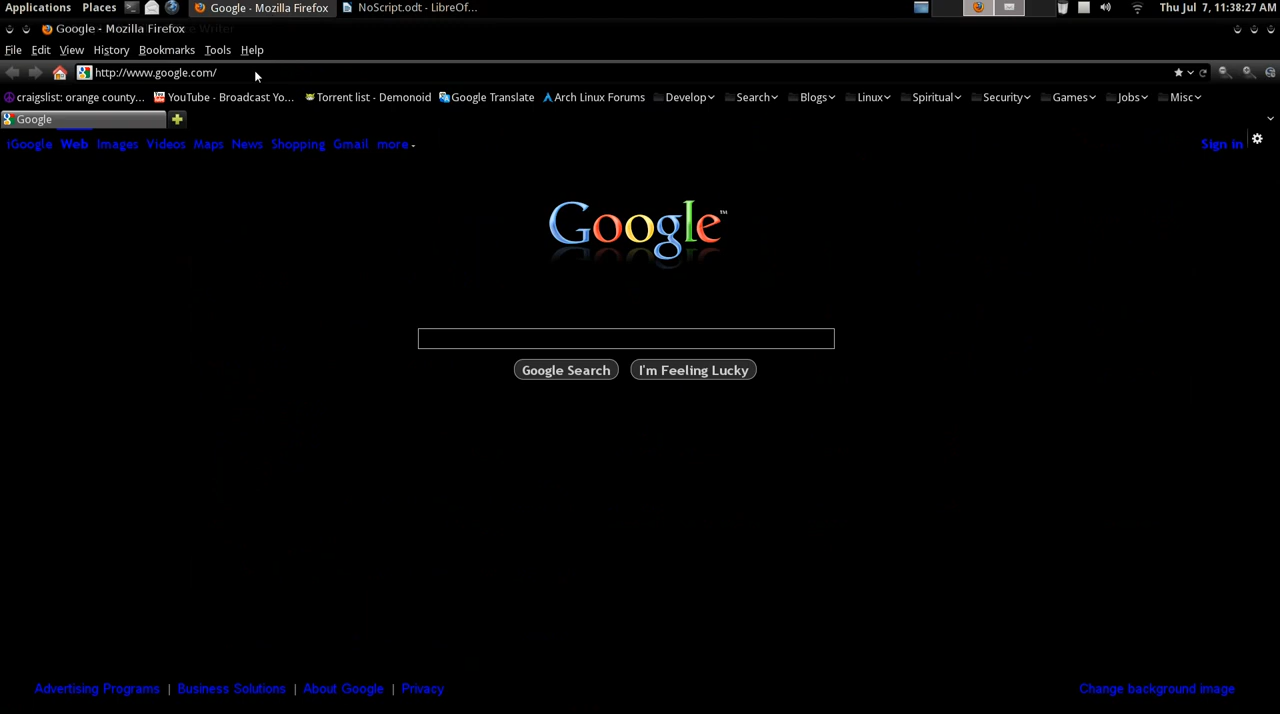 Applications Places Google - Mozilla Firefox NoScript.odt - LibreOf... Thu Jul 7, 11:38:27 AM
Google - Mozilla Firefox
File Edit View History Bookmarks Tools Help
http://www.google.com/
craigslist: orange county... YouTube - Broadcast Yo... Torrent list - Demonoid Google Translate Arch Linux Forums Develop Search Blogs Linux Spiritual Security Games Jobs Misc
Google
iGoogle Web Images Videos Maps News Shopping Gmail more Sign in
Google™
Google Search I'm Feeling Lucky
Advertising Programs | Business Solutions | About Google | Privacy Change background image